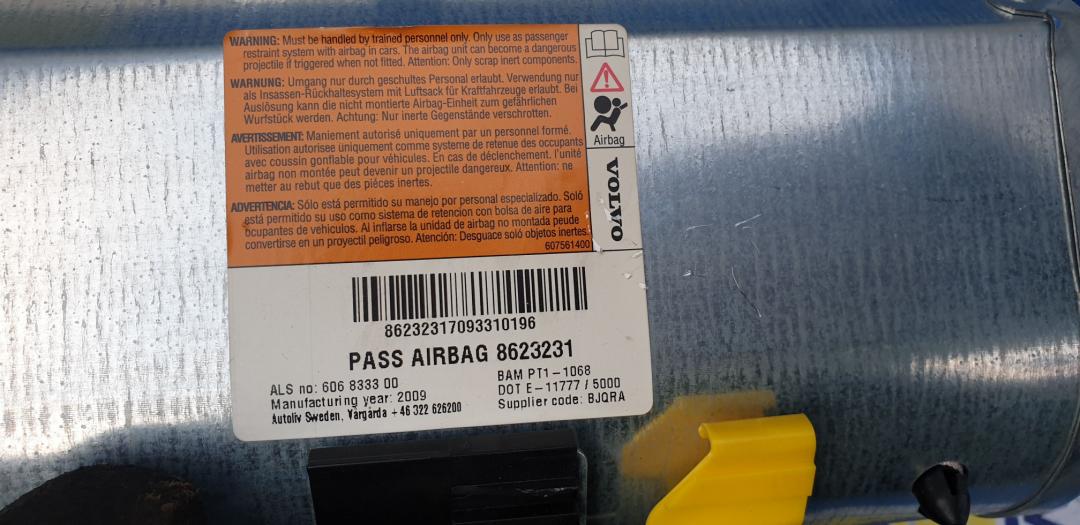 WARNING: Must be handled by trained personnel only. Only use as passenger
restraint system with airbag in cars. The airbag unit can become a dangerous
projectile if triggered when not fitted. Attention: Only scrap inert components.
WARNUNG: Umgang nur durch geschultes Personal erlaubt. Verwendung nur
als Insassen-Rückhaltesystem mit Luftsack für Kraftfahrzeuge erlaubt. Bei
Auslösung kann die nicht montierte Airbag-Einheit zum gefährlichen
Wurfstück werden. Achtung: Nur inerte Gegenstände verschrotten.
AVERTISSEMENT: Maniement autorisé uniquement par un personnel formé.
Utilisation autorisee uniquement comme systeme de retenue des occupants
avec coussin gonflable pour véhicules. En cas de déclenchement. l'unité
airbag non montée peut devenir un projectile dangereux. Attention: ne
metter au rebut que des piéces inertes.
ADVERTENCIA: Sólo está permitido su manejo por personal especializado. Soló
está permitido su uso como sistema de retencion con bolsa de aire para
ocupantes de vehiculos. Al inflarse la unidad de airbag no montada peude
convertirse en un proyectil peligroso. Atención: Desguace soló objetos inertes.
607561400
Airbag
VOLVO
86232317093310196
PASS AIRBAG 8623231
ALS no: 606 8333 00
Manufacturing year: 2009
Autoliv Sweden, Vårgårda + 46 322 626200
BAM PT1-1068
DOT E-11777 / 5000
Supplier code: BJQRA